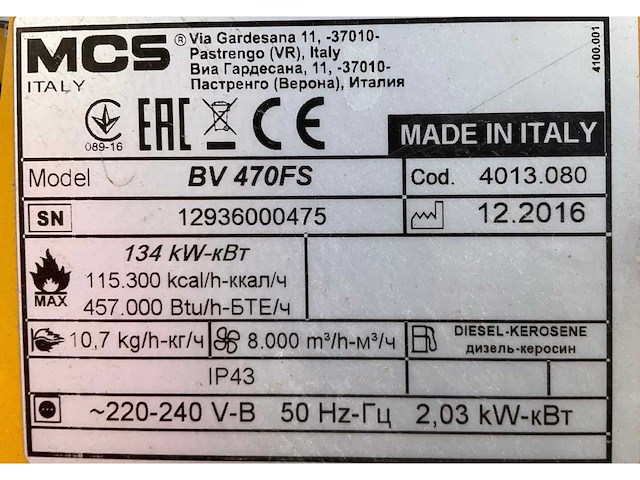 MCS ® Via Gardesana 11, -37010-
Pastrengo (VR), Italy
Виа Гардесана, 11, -37010-
Пастренго (Верона), Италия
ITALY
4100.001
089-16 EAC CE MADE IN ITALY
Model BV 470FS Cod. 4013.080
SN 12936000475 12.2016
134 kW-кВт
115.300 kcal/h-ккал/ч
MAX 457.000 Btu/h-БТЕ/ч
10,7 kg/h-кг/ч 8.000 m³/h-м³/ч DIESEL-KEROSENE
дизель-керосин
IP43
~220-240 V-В 50 Hz-Гц 2,03 kW-кВт